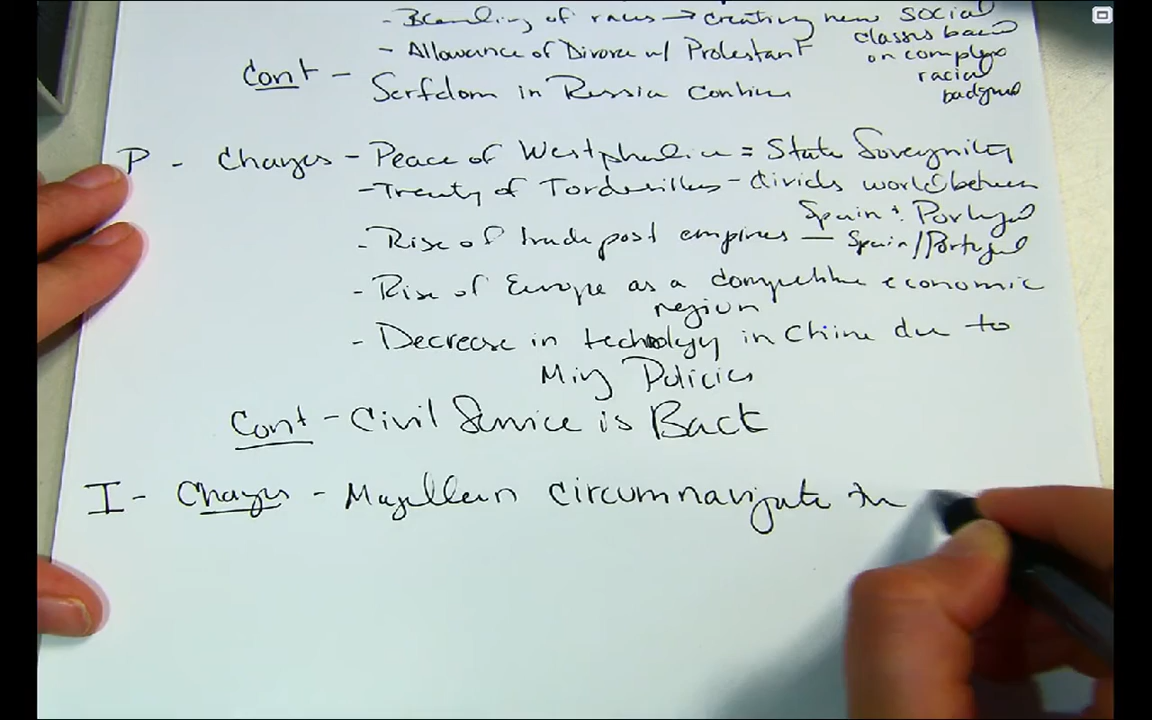 - Blending of races → creating new social
classes based
- Allowance of Divorce w/ Protestant
on complex
racial
Cont - Serfdom in Russia Continues
P - Changes - Peace of Westphalia = State Sovereignity
- Treaty of Tordesillas - divids world between
Spain + Portugal
- Rise of trade post empires — Spain/Portugal
- Rise of Europe as a competitive economic
region
- Decrease in technology in China due to
Ming Policies
Cont - Civil Service is Back
I - Changes - Magellan circumnavigate the